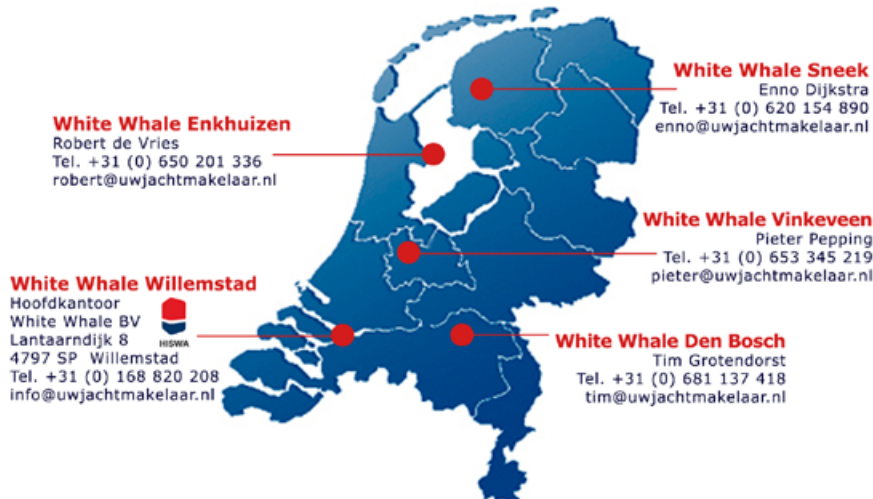 White Whale Sneek
Enno Dijkstra
Tel. +31 (0) 620 154 890
enno@uwjachtmakelaar.nl
White Whale Enkhuizen
Robert de Vries
Tel. +31 (0) 650 201 336
robert@uwjachtmakelaar.nl
White Whale Vinkeveen
Pieter Pepping
Tel. +31 (0) 653 345 219
pieter@uwjachtmakelaar.nl
White Whale Willemstad
Hoofdkantoor
White Whale BV
Lantaarndijk 8
4797 SP Willemstad
Tel. +31 (0) 168 820 208
info@uwjachtmakelaar.nl
HISWA
White Whale Den Bosch
Tim Grotendorst
Tel. +31 (0) 681 137 418
tim@uwjachtmakelaar.nl